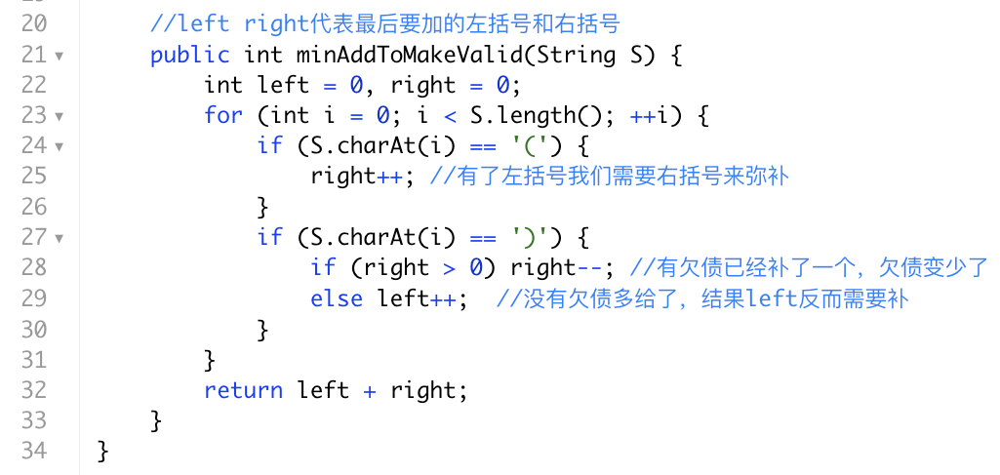 20 //left right代表最后要加的左括号和右括号
21 public int minAddToMakeValid(String S) {
22 int left = 0, right = 0;
23 for (int i = 0; i < S.length(); ++i) {
24 if (S.charAt(i) == '(') {
25 right++; //有了左括号我们需要右括号来弥补
26 }
27 if (S.charAt(i) == ')') {
28 if (right > 0) right--; //有欠债已经补了一个，欠债变少了
29 else left++; //没有欠债多给了，结果left反而需要补
30 }
31 }
32 return left + right;
33 }
34 }